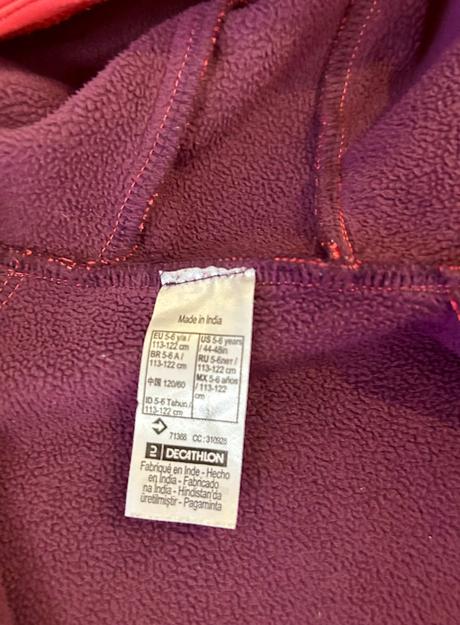 Made in India
EU 5-6 y/a /
113-122 cm
BR 5-6 A /
113-122 cm
中国 120/60
ID 5-6 Tahun /
113-122 cm
US 5-6 years
/ 44-48in
RU 5-6лет /
113-122 cm
MX 5-6 años
/ 113-122
cm
71365 CC : 310925
DECATHLON
Fabriqué en Inde - Hecho
en India - Fabricado
na Índia - Hindistan'da
üretilmiştir - Pagaminta